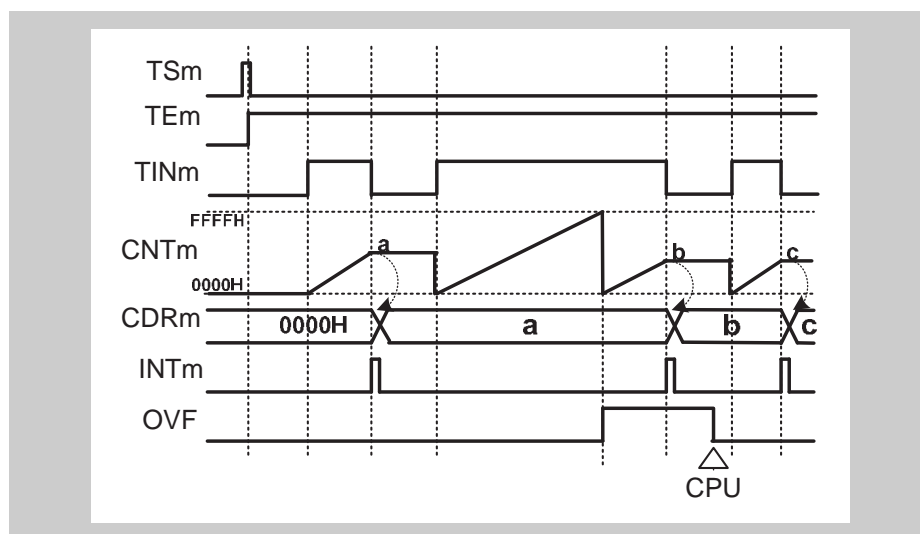 TSm
TEm
TINm
FFFFH
CNTm
a
b
c
0000H
CDRm
0000H
a
b
c
INTm
OVF
CPU